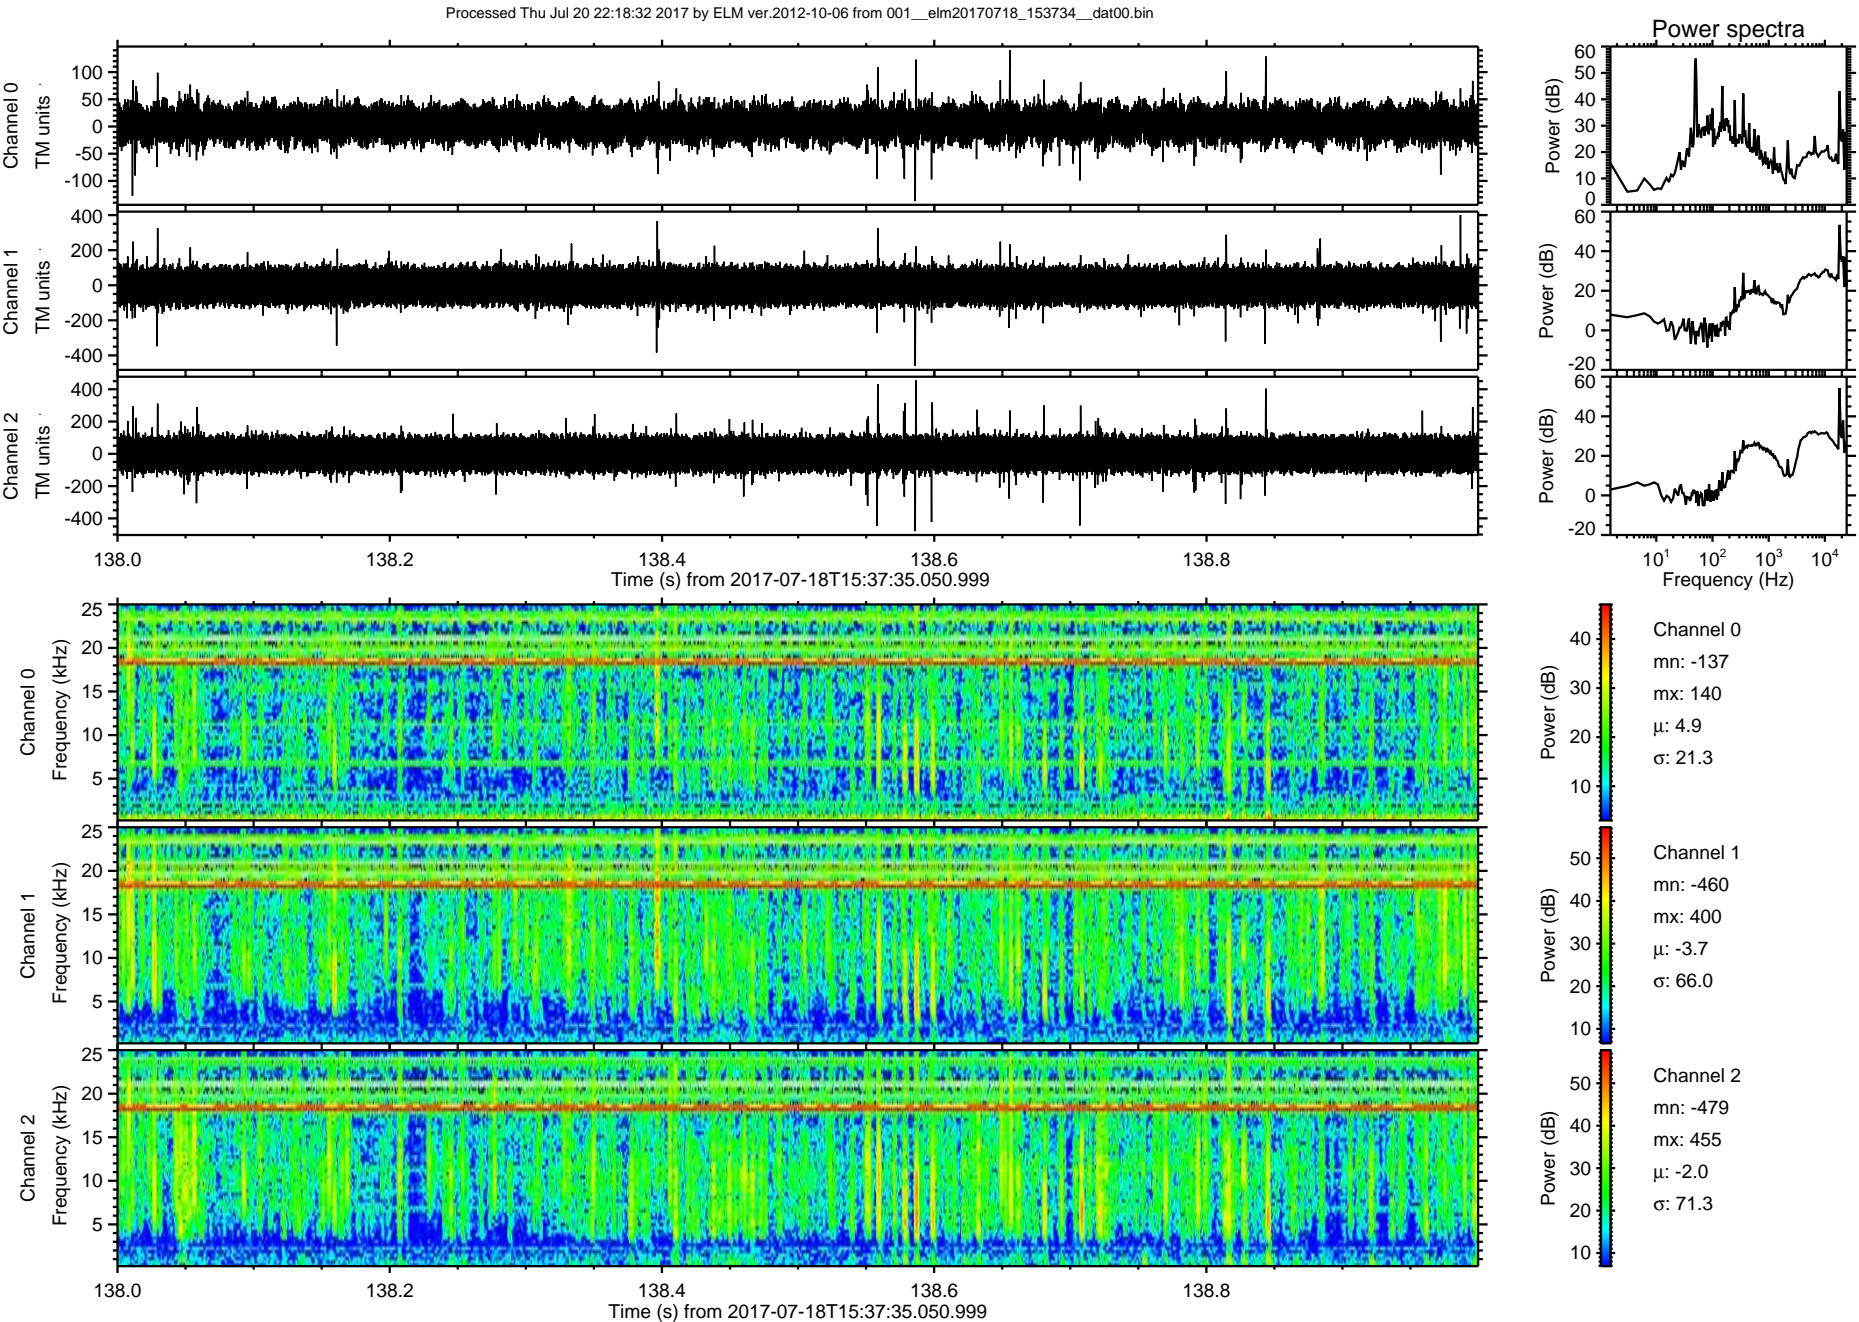 Processed Thu Jul 20 22:18:32 2017 by ELM ver.2012-10-06 from 001__elm20170718_153734__dat00.bin
Power spectra
Channel 0
TM units
100
50
0
-50
-100
Power (dB)
60
50
40
30
20
10
0
Channel 1
TM units
400
200
0
-200
-400
Power (dB)
60
40
20
0
-20
Channel 2
TM units
400
200
0
-200
-400
Power (dB)
60
40
20
0
-20
138.0 138.2 138.4 138.6 138.8
Time (s) from 2017-07-18T15:37:35.050.999
10¹ 10² 10³ 10⁴
Frequency (Hz)
Channel 0
Frequency (kHz)
25
20
15
10
5
Power (dB)
40
30
20
10
Channel 0
mn: -137
mx: 140
μ: 4.9
σ: 21.3
Channel 1
Frequency (kHz)
25
20
15
10
5
Power (dB)
50
40
30
20
10
Channel 1
mn: -460
mx: 400
μ: -3.7
σ: 66.0
Channel 2
Frequency (kHz)
25
20
15
10
5
Power (dB)
50
40
30
20
10
Channel 2
mn: -479
mx: 455
μ: -2.0
σ: 71.3
138.0 138.2 138.4 138.6 138.8
Time (s) from 2017-07-18T15:37:35.050.999